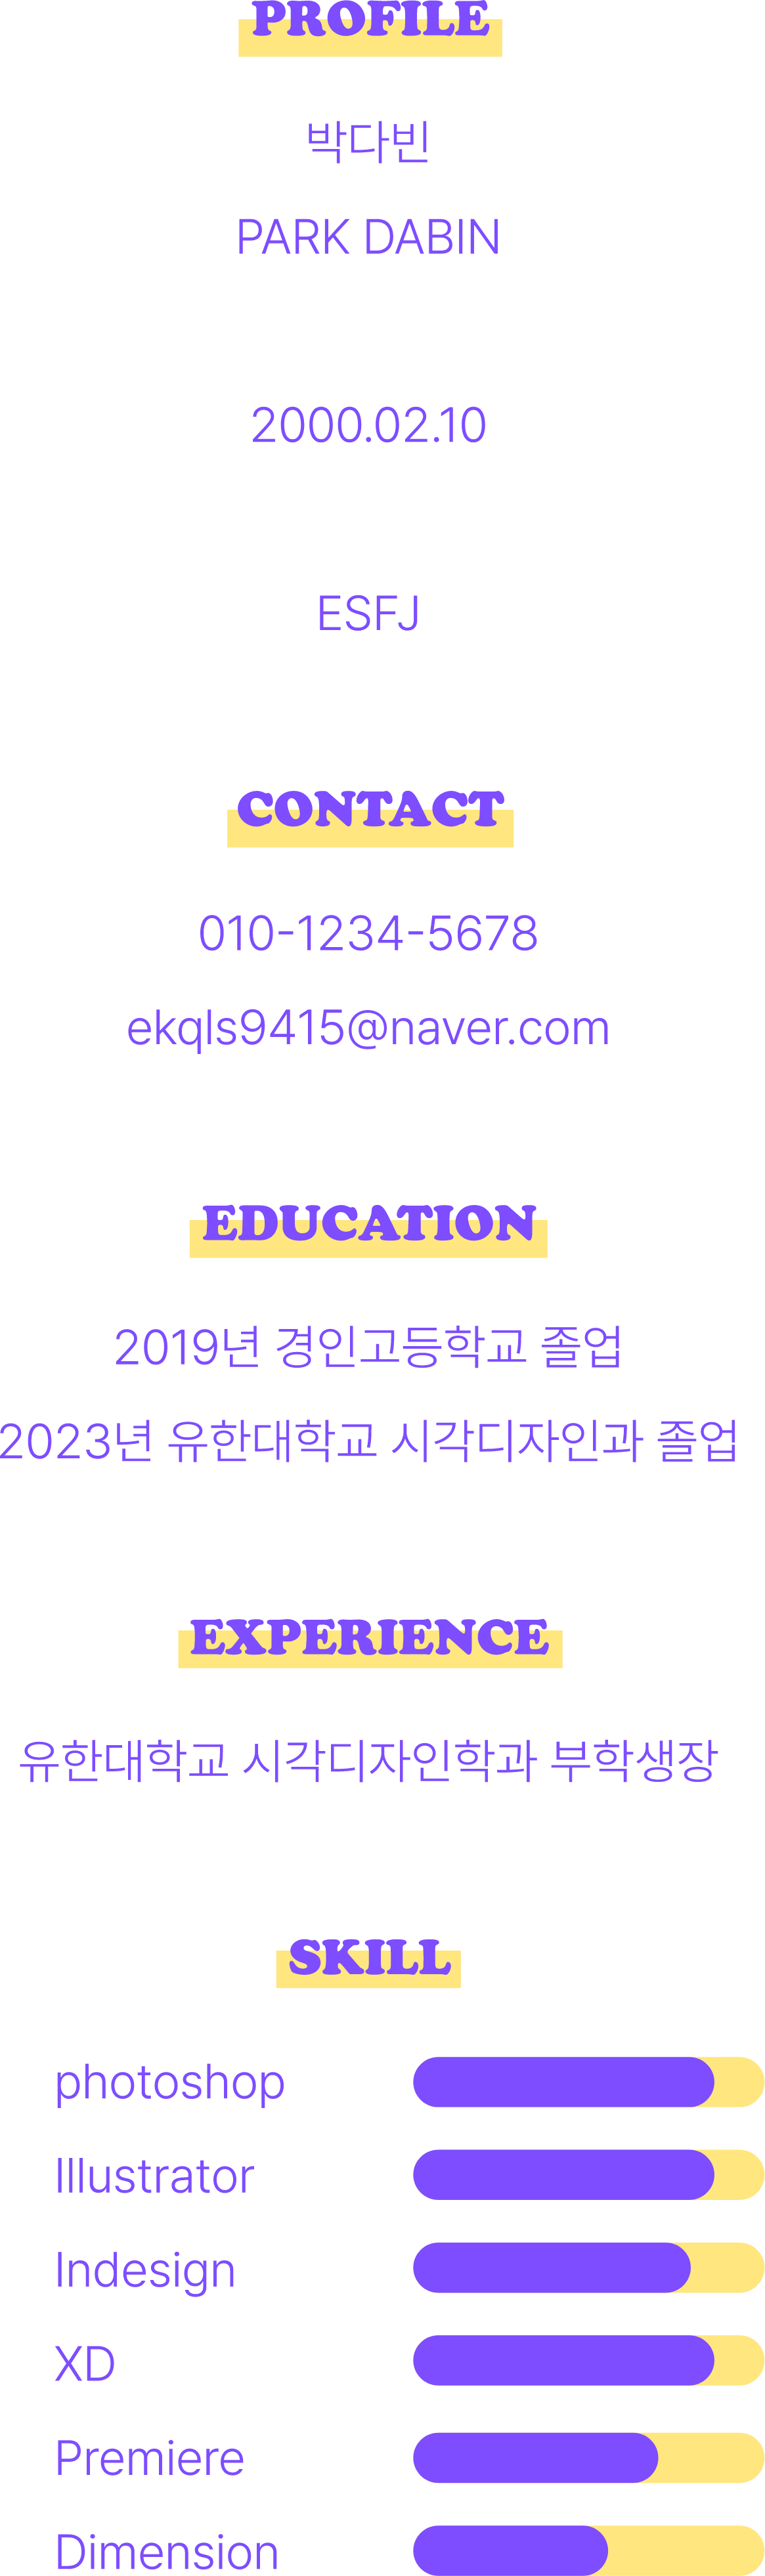 PROFILE
박다빈
PARK DABIN
2000.02.10
ESFJ
CONTACT
010-1234-5678
ekqls9415@naver.com
EDUCATION
2019년 경인고등학교 졸업
2023년 유한대학교 시각디자인과 졸업
EXPERIENCE
유한대학교 시각디자인학과 부학생장
SKILL
photoshop
Illustrator
Indesign
XD
Premiere
Dimension